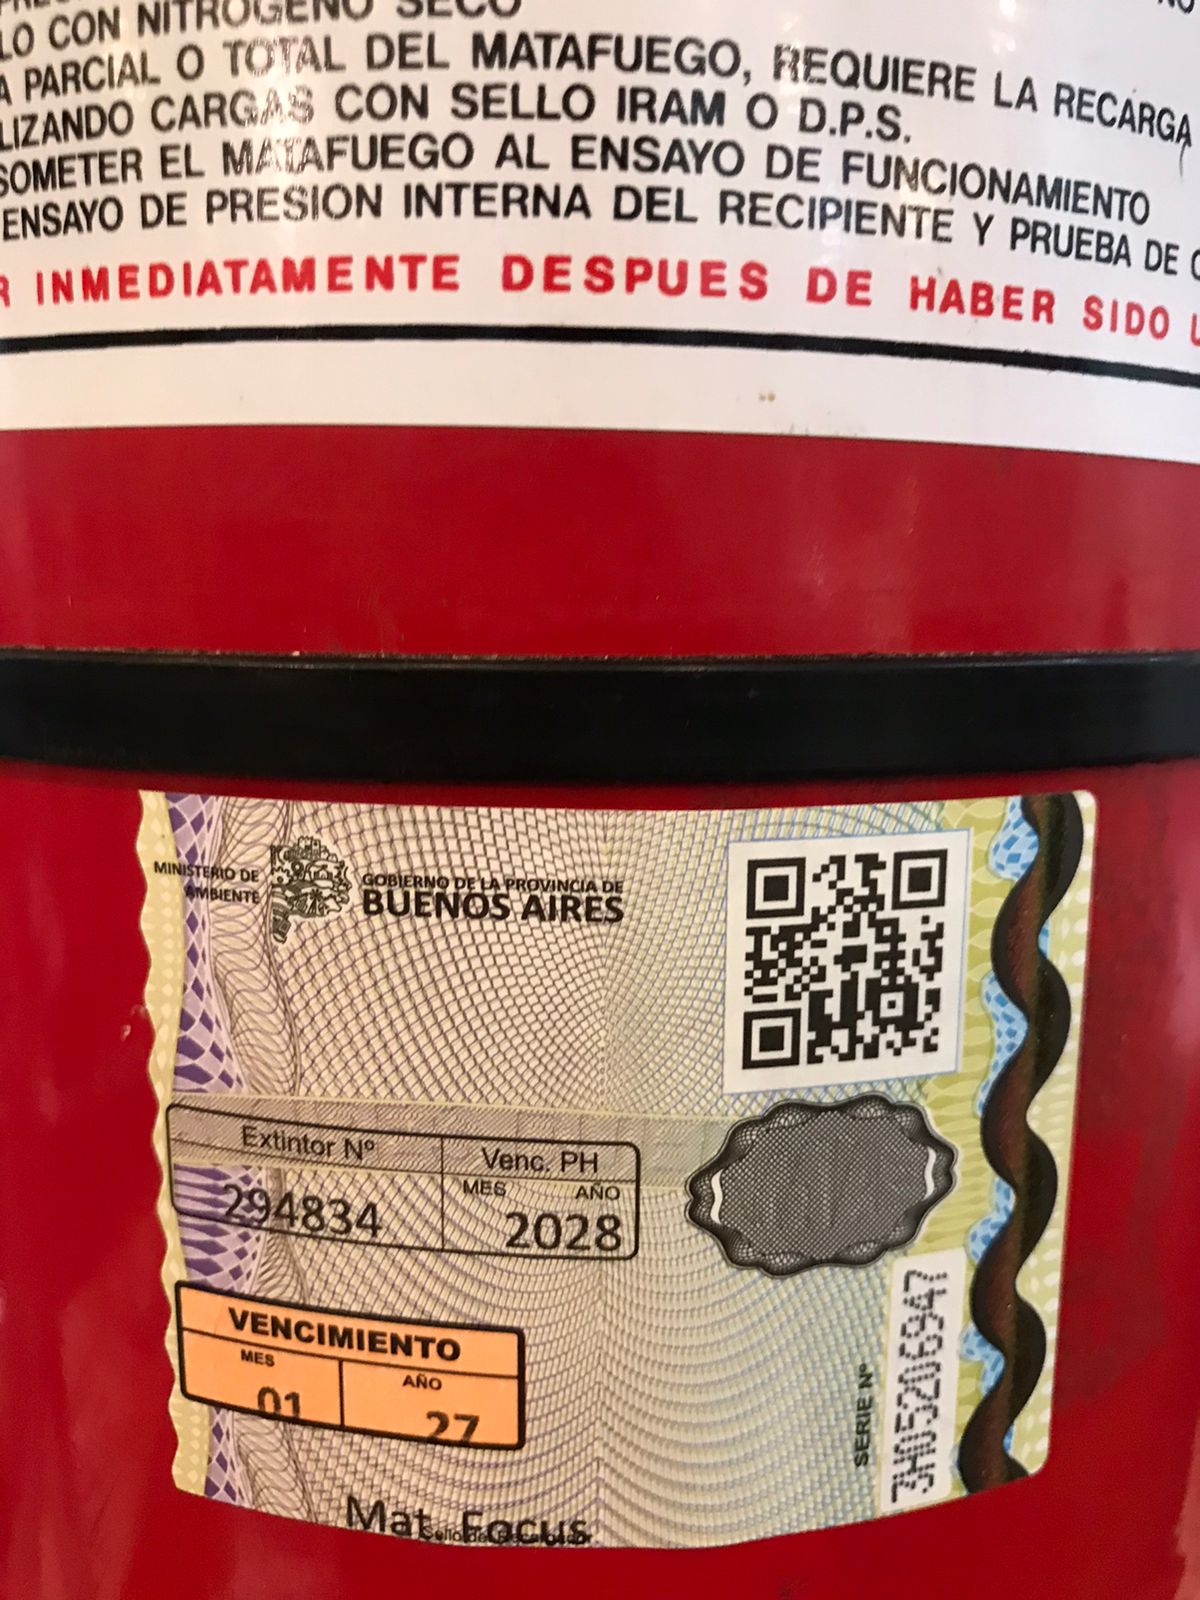 LO CON NITROGENO SECO
A PARCIAL O TOTAL DEL MATAFUEGO, REQUIERE LA RECARGA
LIZANDO CARGAS CON SELLO IRAM O D.P.S.
SOMETER EL MATAFUEGO AL ENSAYO DE FUNCIONAMIENTO
ENSAYO DE PRESION INTERNA DEL RECIPIENTE Y PRUEBA DE
R INMEDIATAMENTE DESPUES DE HABER SIDO
MINISTERIO DE
AMBIENTE
GOBIERNO DE LA PROVINCIA DE
BUENOS AIRES
Extintor Nº
Venc. PH
MES AÑO
294834
2028
VENCIMIENTO
MES
AÑO
01
27
SERIE Nº
Mat. Focus
Sello del Recargador